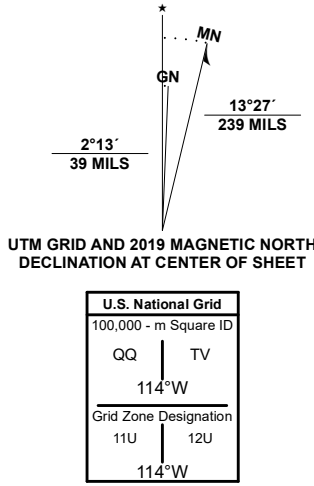 ★
MN
GN
13°27´
239 MILS
2°13´
39 MILS
UTM GRID AND 2019 MAGNETIC NORTH
DECLINATION AT CENTER OF SHEET
U.S. National Grid
100,000 - m Square ID
QQ TV
114°W
Grid Zone Designation
11U 12U
114°W